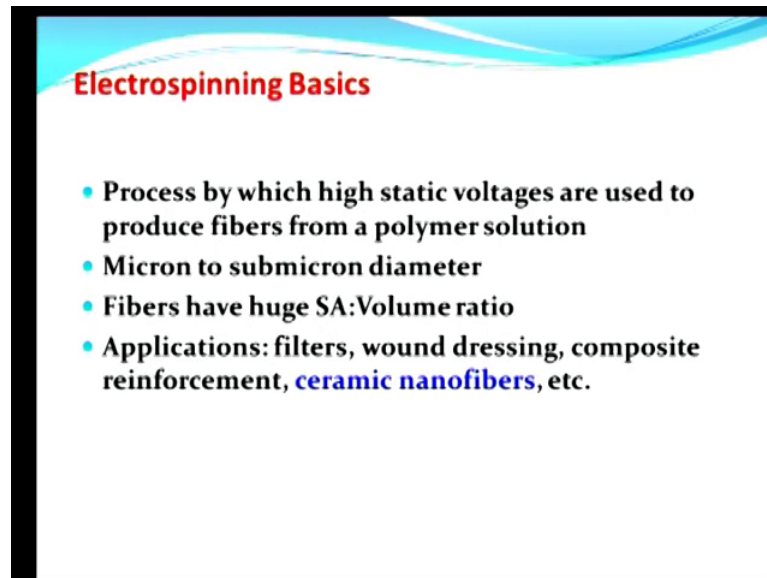 Electrospinning Basics
• Process by which high static voltages are used to
produce fibers from a polymer solution
• Micron to submicron diameter
• Fibers have huge SA:Volume ratio
• Applications: filters, wound dressing, composite
reinforcement, ceramic nanofibers, etc.